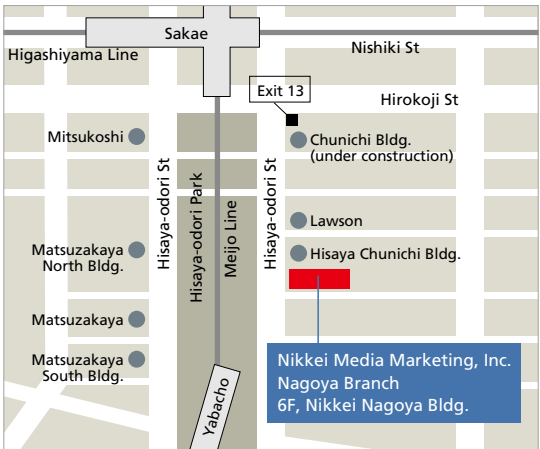 Sakae
Higashiyama Line
Nishiki St
Exit 13
Hirokoji St
Mitsukoshi
Chunichi Bldg.
(under construction)
Hisaya-odori St
Hisaya-odori Park
Meijo Line
Hisaya-odori St
Lawson
Matsuzakaya
North Bldg.
Hisaya Chunichi Bldg.
Matsuzakaya
Matsuzakaya
South Bldg.
Nikkei Media Marketing, Inc.
Nagoya Branch
6F, Nikkei Nagoya Bldg.
Yabacho